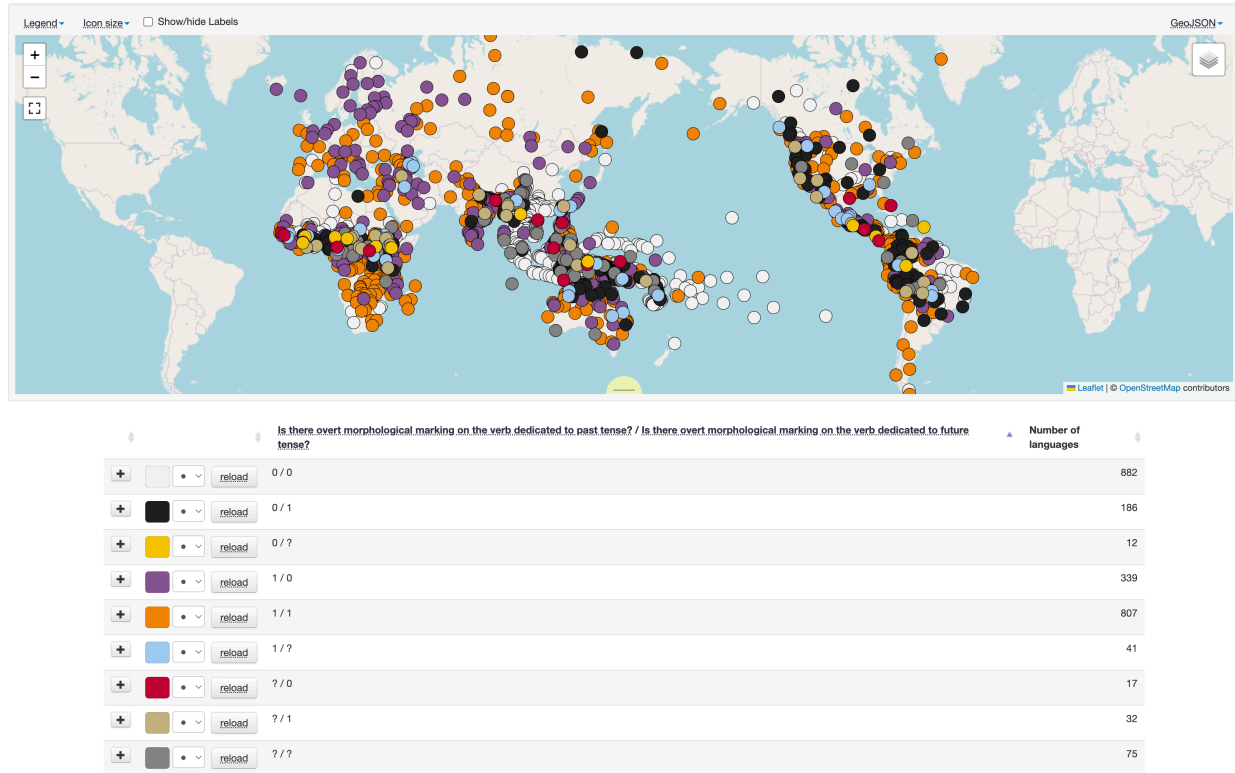 Legend Icon size Show/hide Labels GeoJSON
+
−
Leaflet | © OpenStreetMap contributors
Is there overt morphological marking on the verb dedicated to past tense? / Is there overt morphological marking on the verb dedicated to future
tense?
Number of
languages
reload 0 / 0 882
reload 0 / 1 186
reload 0 / ? 12
reload 1 / 0 339
reload 1 / 1 807
reload 1 / ? 41
reload ? / 0 17
reload ? / 1 32
reload ? / ? 75